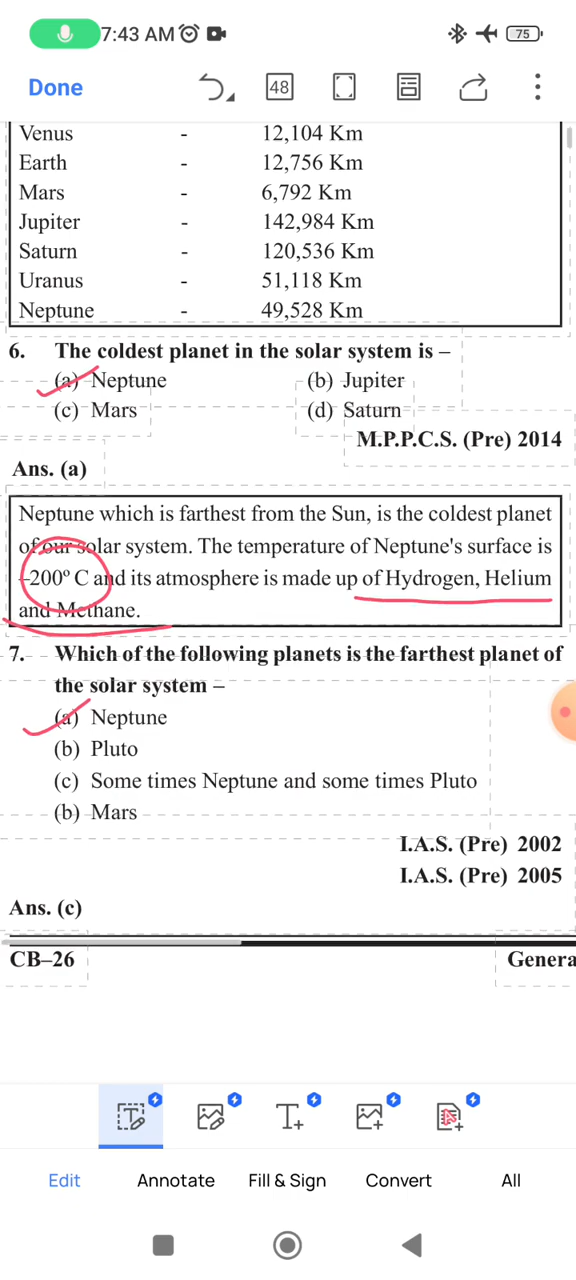 7:43 AM
75
Done
48
Venus - 12,104 Km
Earth - 12,756 Km
Mars - 6,792 Km
Jupiter - 142,984 Km
Saturn - 120,536 Km
Uranus - 51,118 Km
Neptune - 49,528 Km
6. The coldest planet in the solar system is –
(a) Neptune (b) Jupiter
(c) Mars (d) Saturn
M.P.P.C.S. (Pre) 2014
Ans. (a)
Neptune which is farthest from the Sun, is the coldest planet
of our solar system. The temperature of Neptune's surface is
–200º C and its atmosphere is made up of Hydrogen, Helium
and Methane.
7. Which of the following planets is the farthest planet of
the solar system –
(a) Neptune
(b) Pluto
(c) Some times Neptune and some times Pluto
(b) Mars
I.A.S. (Pre) 2002
I.A.S. (Pre) 2005
Ans. (c)
CB–26 Genera
Edit Annotate Fill & Sign Convert All